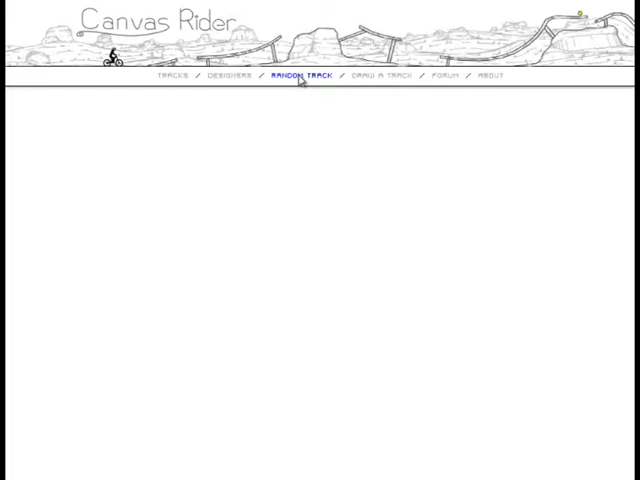 Canvas Rider
TRACKS / DESIGNERS / RANDOM TRACK / DRAW A TRACK / FORUM / ABOUT